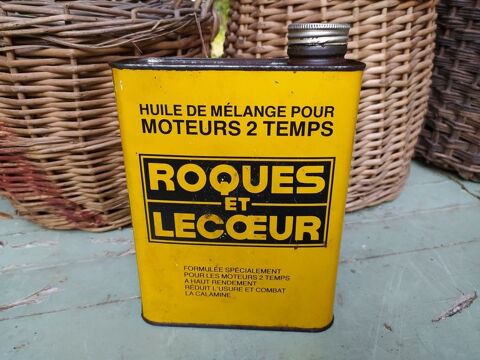 HUILE DE MÉLANGE POUR
MOTEURS 2 TEMPS
ROQUES
ET
LECŒUR
FORMULÉE SPÉCIALEMENT
POUR LES MOTEURS 2 TEMPS
A HAUT RENDEMENT
RÉDUIT L'USURE ET COMBAT
LA CALAMINE